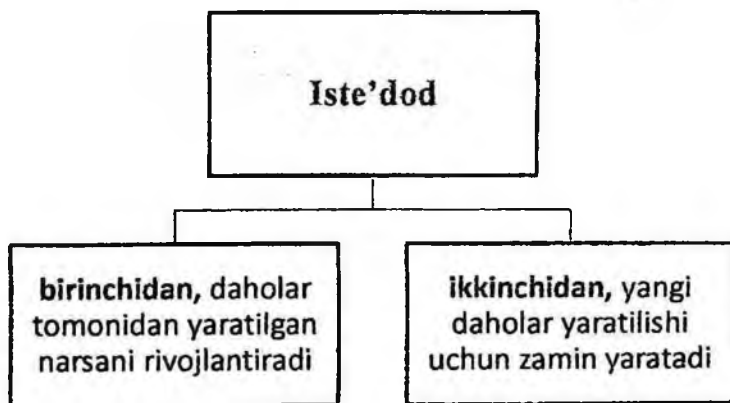 Iste’dod
birinchidan, daholar
tomonidan yaratilgan
narsani rivojlantiradi
ikkinchidan, yangi
daholar yaratilishi
uchun zamin yaratadi